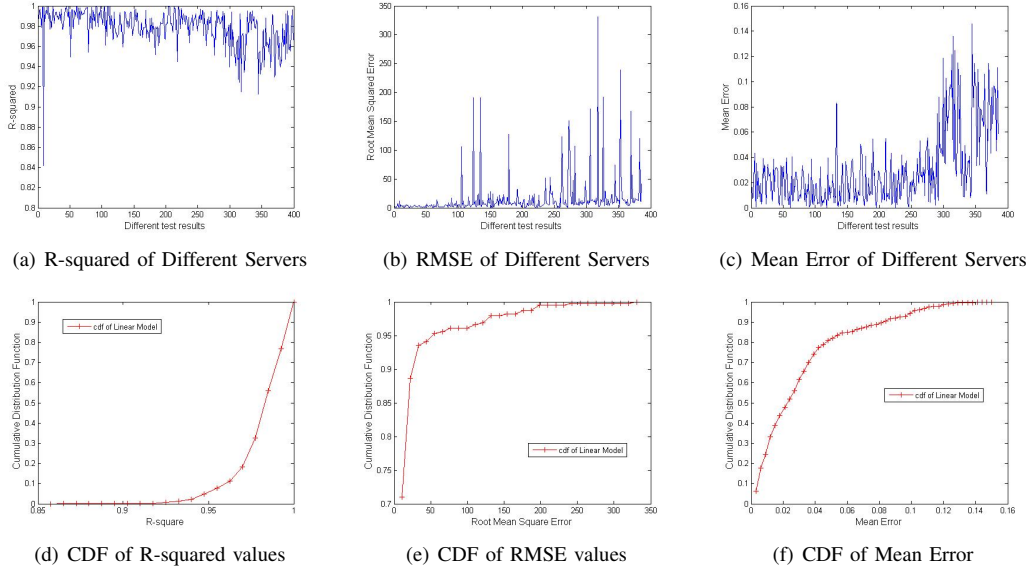 1
0.98
0.96
0.94
0.92
0.9
0.88
0.86
0.84
0.82
0.8
R-squared
0 50 100 150 200 250 300 350 400
Different test results
(a) R-squared of Different Servers
350
300
250
200
150
100
50
0
Root Mean Squared Error
0 50 100 150 200 250 300 350 400
Different test results
(b) RMSE of Different Servers
0.16
0.14
0.12
0.1
0.08
0.06
0.04
0.02
Mean Error
0 50 100 150 200 250 300 350 400
Different test results
(c) Mean Error of Different Servers
1
0.9
0.8
0.7
0.6
0.5
0.4
0.3
0.2
0.1
0
Cumulative Distribution Function
cdf of Linear Model
0.85 0.9 0.95 1
R-square
(d) CDF of R-squared values
1
0.95
0.9
0.85
0.8
0.75
0.7
Cumulative Distribution Function
cdf of Linear Model
0 50 100 150 200 250 300 350
Root Mean Square Error
(e) CDF of RMSE values
1
0.9
0.8
0.7
0.6
0.5
0.4
0.3
0.2
0.1
0
Cumulative Distribution Function
cdf of Linear Model
0 0.02 0.04 0.06 0.08 0.1 0.12 0.14 0.16
Mean Error
(f) CDF of Mean Error